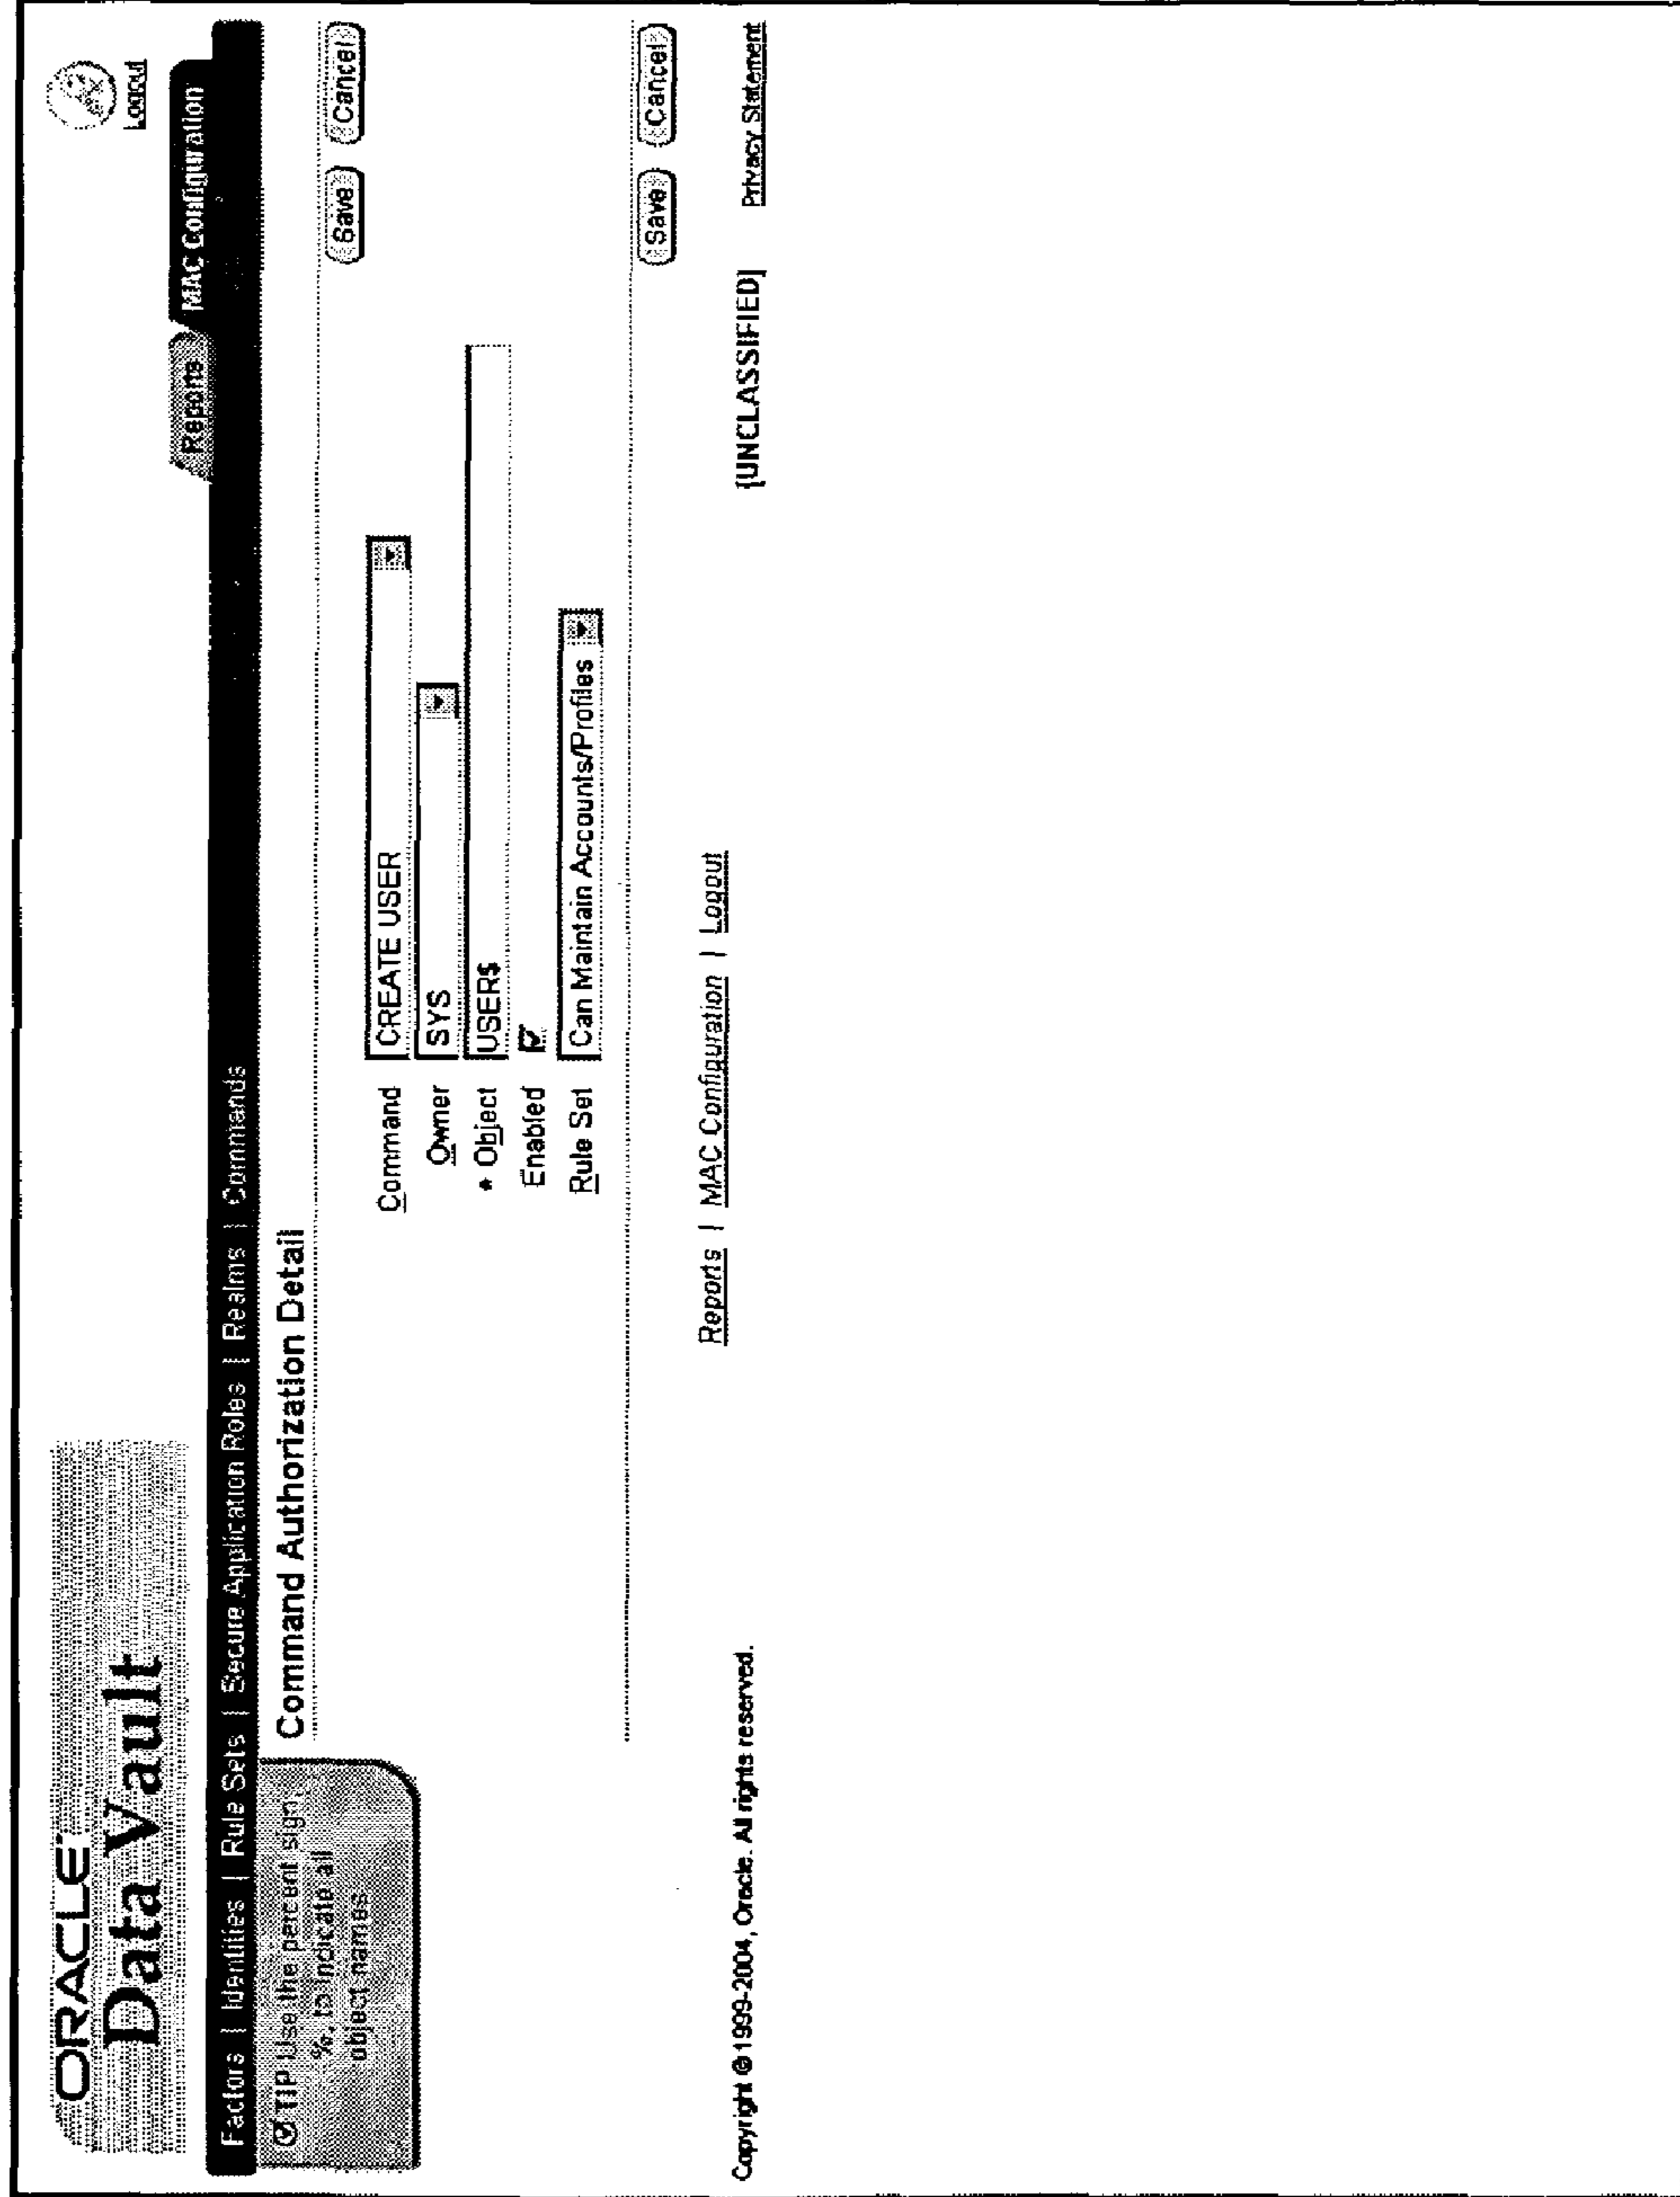 ORACLE
Data Vault
Logout
Reports
MAC Configuration
Factors | Identities | Rule Sets | Secure Application Roles | Realms | Commands
TIP Use the percent sign,
%, to indicate all
object names
Command Authorization Detail
Save Cancel
Command CREATE USER
Owner SYS
* Object USER$
Enabled
Rule Set Can Maintain Accounts/Profiles
Save Cancel
Reports | MAC Configuration | Logout
Copyright ©1999-2004, Oracle. All rights reserved.
[UNCLASSIFIED]
Privacy Statement